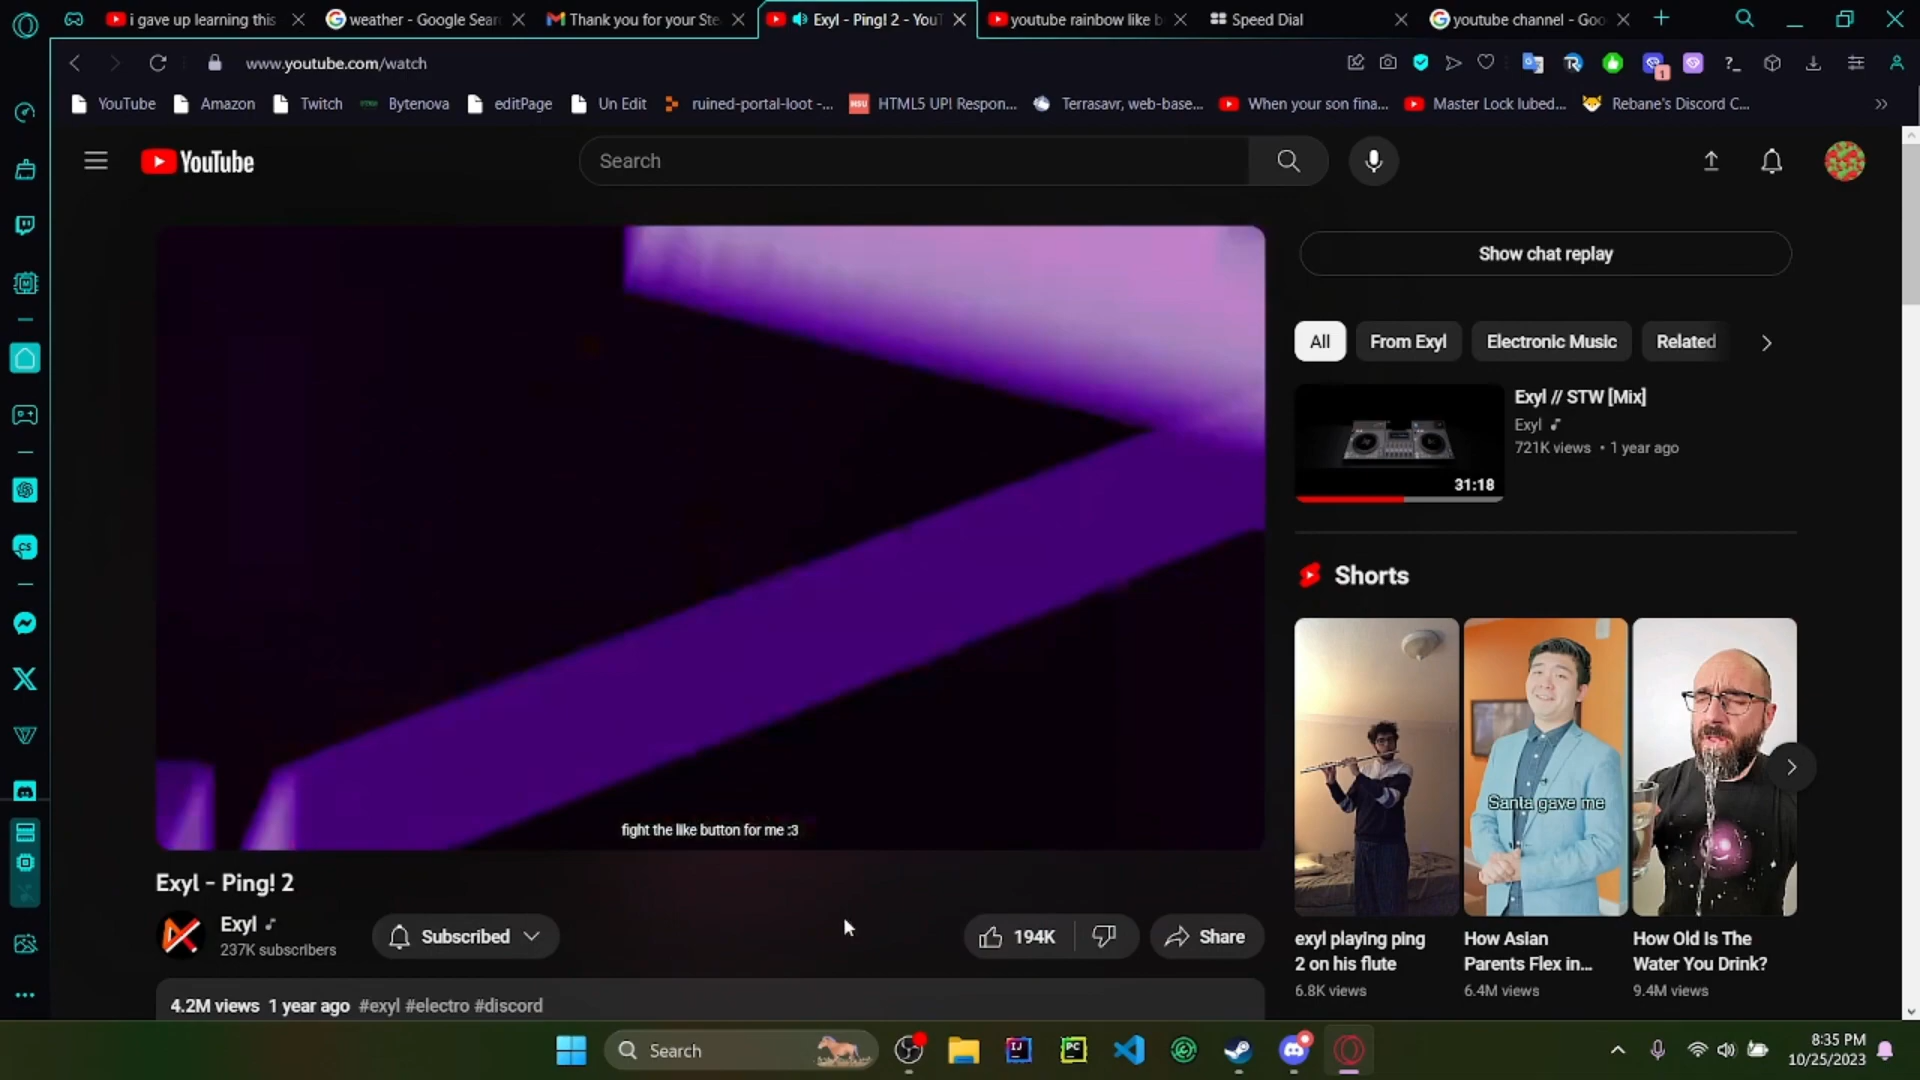 i gave up learning this
weather - Google Sear
Thank you for your Ste
Exyl - Ping! 2 - YouT
youtube rainbow like b
Speed Dial
youtube channel - Goo
www.youtube.com/watch
1
YouTube
Amazon
Twitch
Bytenova
editPage
Un Edit
ruined-portal-loot -...
HTML5 UP! Respon...
Terrasavr, web-base...
When your son fina...
Master Lock lubed...
Rebane's Discord C...
YouTube
Search
Show chat replay
All
From Exyl
Electronic Music
Related
Exyl // STW [Mix]
Exyl
721K views • 1 year ago
31:18
Shorts
Santa gave me
fight the like button for me :3
Exyl - Ping! 2
Exyl
237K subscribers
Subscribed
194K
Share
exyl playing ping
2 on his flute
6.8K views
How Asian
Parents Flex in...
6.4M views
How Old Is The
Water You Drink?
9.4M views
4.2M views 1 year ago #exyl #electro #discord
Search
8:35 PM
10/25/2023